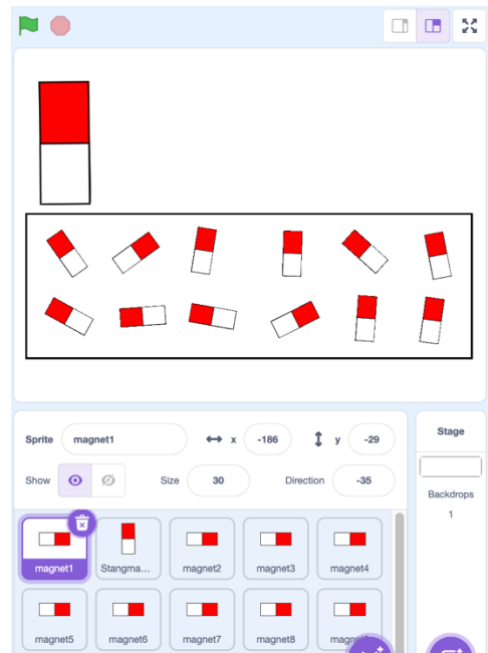 Sprite magnet1 x -186 y -29
Show Size 30 Direction -35
Stage
Backdrops
1
magnet1 Stangma... magnet2 magnet3 magnet4
magnet5 magnet6 magnet7 magnet8